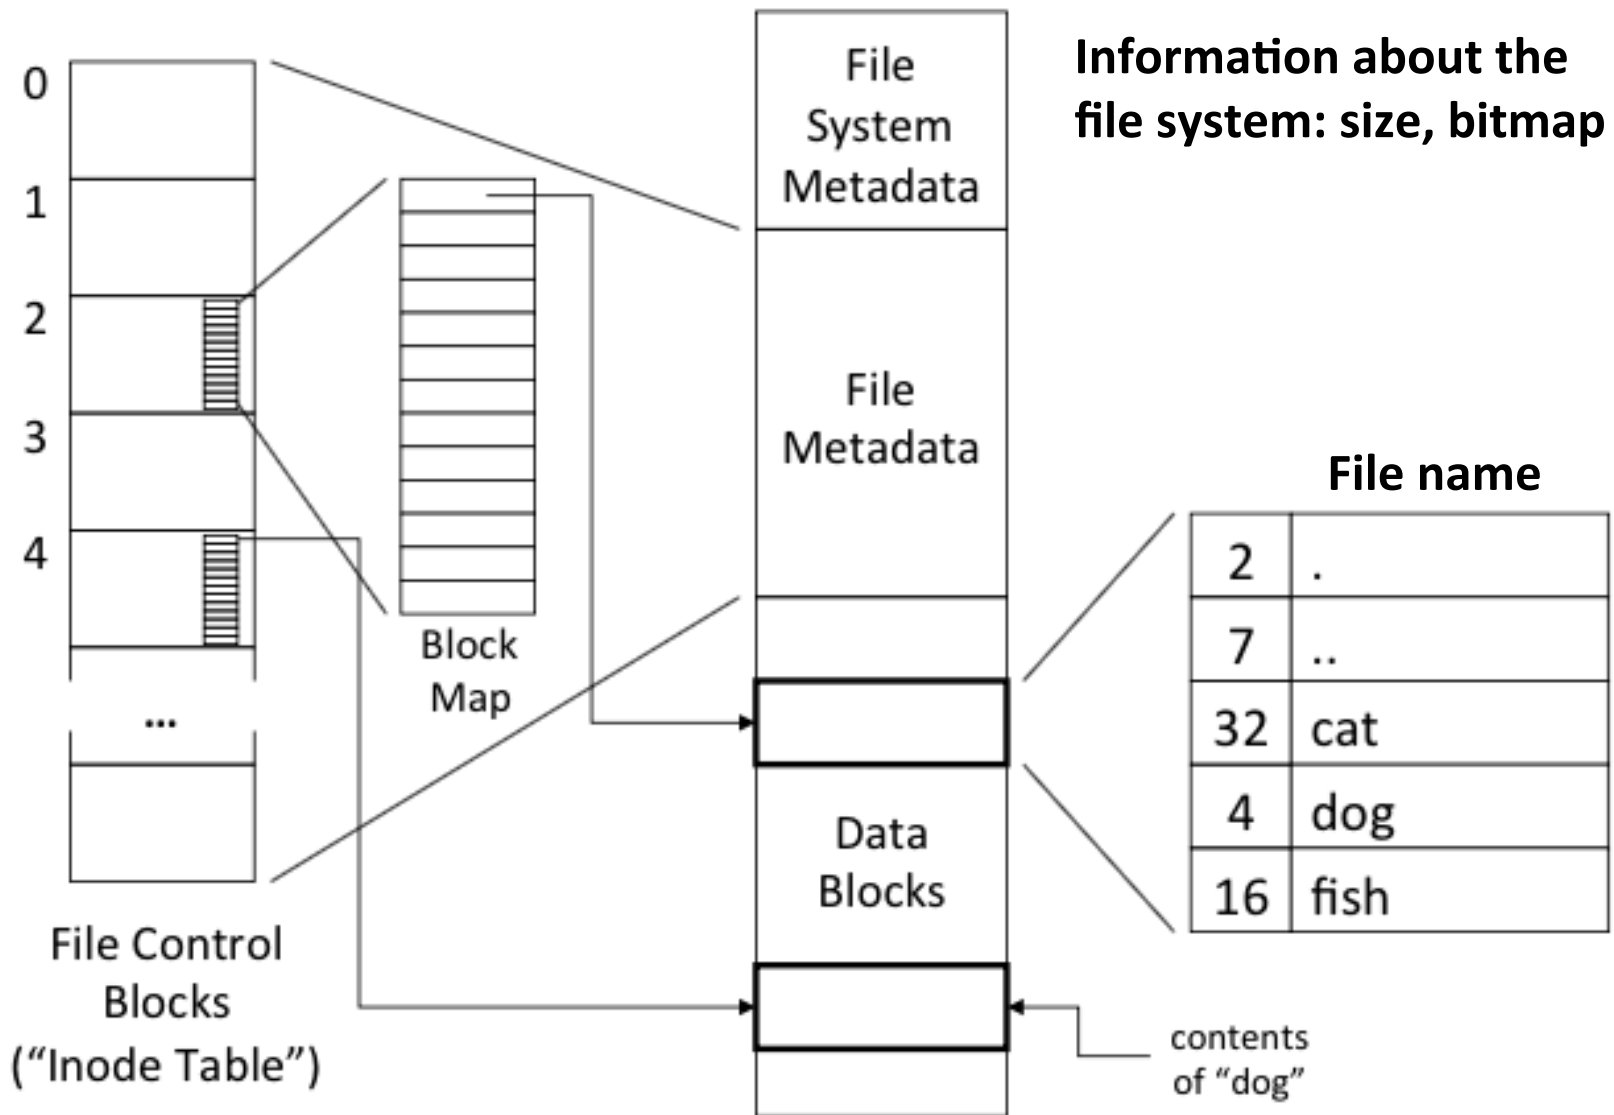 0
1
2
3
4
...
File Control
Blocks
(“Inode Table”)
Block
Map
File
System
Metadata
File
Metadata
Data
Blocks
Information about the
file system: size, bitmap
File name
2 .
7 ..
32 cat
4 dog
16 fish
contents
of “dog”